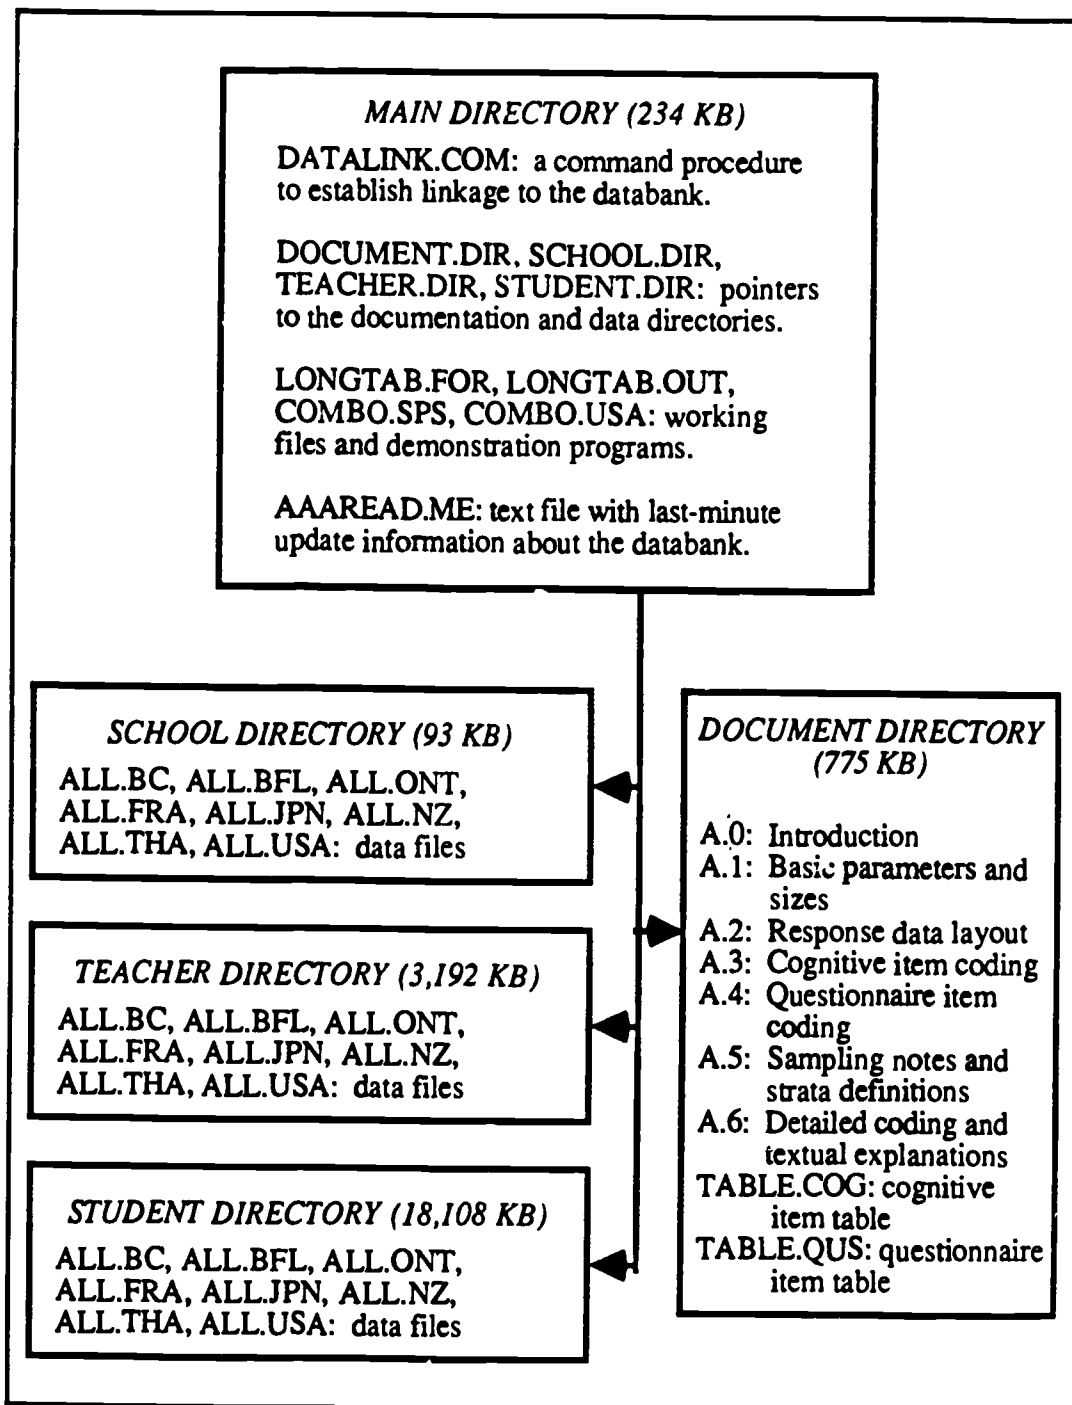 MAIN DIRECTORY (234 KB)
DATALINK.COM: a command procedure
to establish linkage to the databank.
DOCUMENT.DIR, SCHOOL.DIR,
TEACHER.DIR, STUDENT.DIR: pointers
to the documentation and data directories.
LONGTAB.FOR, LONGTAB.OUT,
COMBO.SPS, COMBO.USA: working
files and demonstration programs.
AAAREAD.ME: text file with last-minute
update information about the databank.
SCHOOL DIRECTORY (93 KB)
ALL.BC, ALL.BFL, ALL.ONT,
ALL.FRA, ALL.JPN, ALL.NZ,
ALL.THA, ALL.USA: data files
TEACHER DIRECTORY (3,192 KB)
ALL.BC, ALL.BFL, ALL.ONT,
ALL.FRA, ALL.JPN, ALL.NZ,
ALL.THA, ALL.USA: data files
STUDENT DIRECTORY (18,108 KB)
ALL.BC, ALL.BFL, ALL.ONT,
ALL.FRA, ALL.JPN, ALL.NZ,
ALL.THA, ALL.USA: data files
DOCUMENT DIRECTORY
(775 KB)
A.0: Introduction
A.1: Basic parameters and
sizes
A.2: Response data layout
A.3: Cognitive item coding
A.4: Questionnaire item
coding
A.5: Sampling notes and
strata definitions
A.6: Detailed coding and
textual explanations
TABLE.COG: cognitive
item table
TABLE.QUS: questionnaire
item table